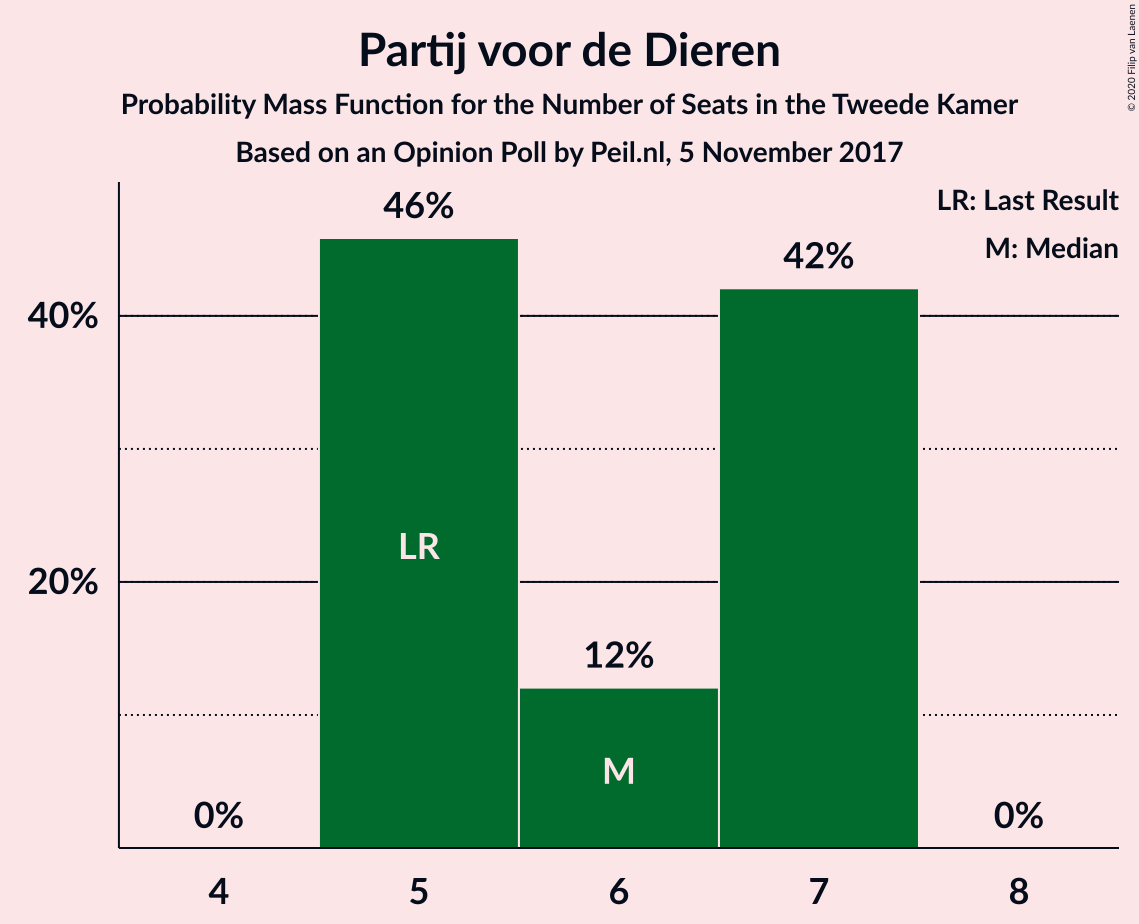 Partij voor de Dieren
Probability Mass Function for the Number of Seats in the Tweede Kamer
Based on an Opinion Poll by Peil.nl, 5 November 2017
© 2020 Filip van Laenen
LR: Last Result
M: Median
46%
42%
40%
LR
20%
12%
M
0%
0%
4 5 6 7 8